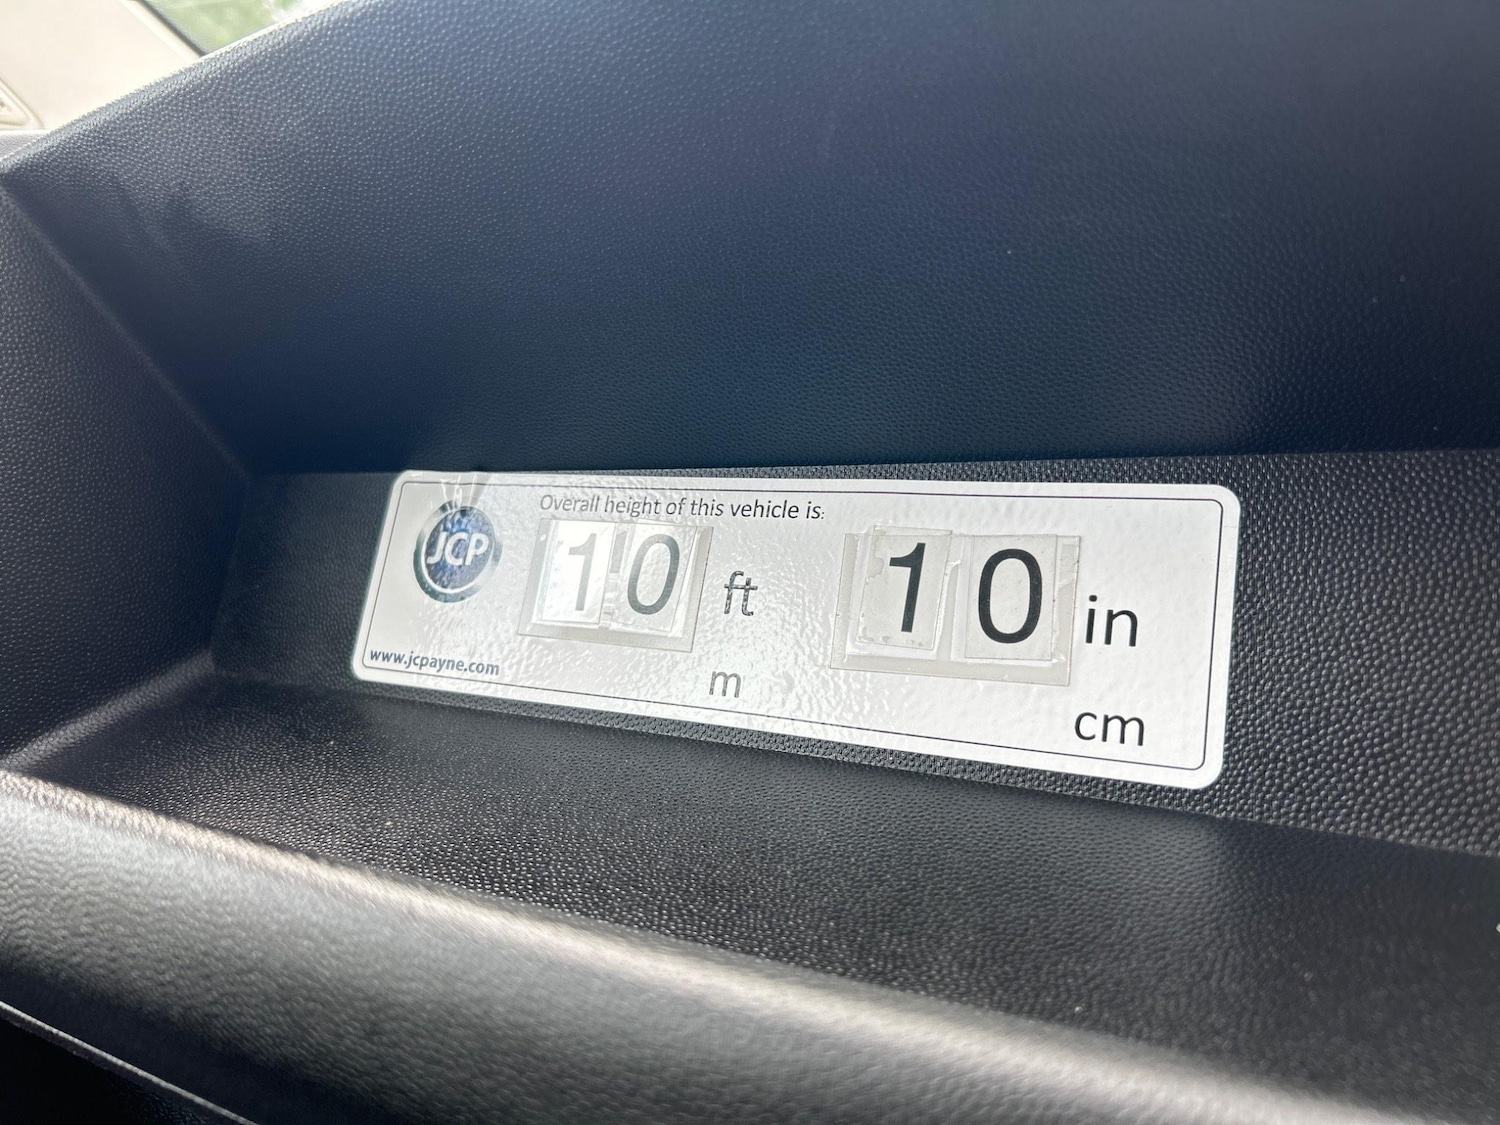 Overall height of this vehicle is:
JCP
10 ft 10 in
www.jcpayne.com
m cm